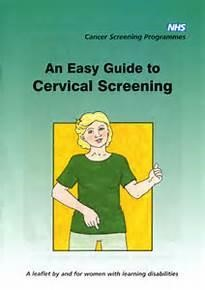 NHS
Cancer Screening Programmes
An Easy Guide to
Cervical Screening
A leaflet by and for women with learning disabilities